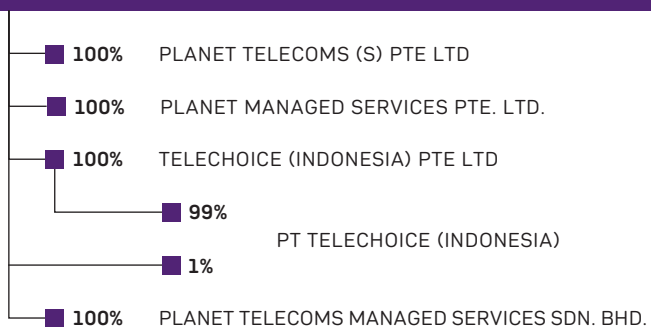 100% PLANET TELECOMS (S) PTE LTD
100% PLANET MANAGED SERVICES PTE. LTD.
100% TELECHOICE (INDONESIA) PTE LTD
99%
PT TELECHOICE (INDONESIA)
1%
100% PLANET TELECOMS MANAGED SERVICES SDN. BHD.